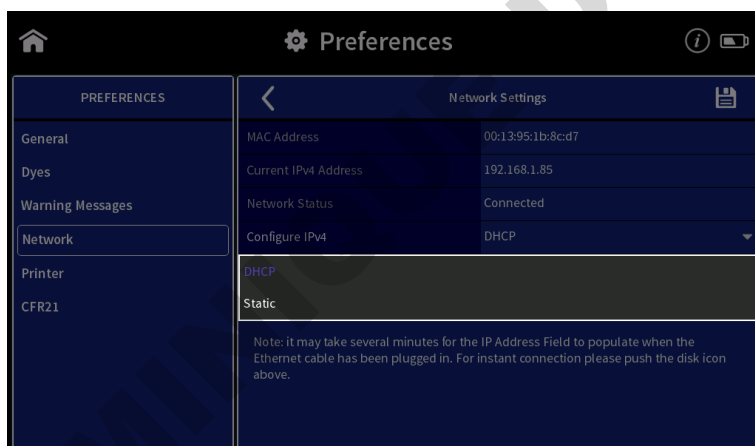 Preferences
PREFERENCES
Network Settings
General
Dyes
Warning Messages
Network
Printer
CFR21
MAC Address 00:13:95:1b:8c:d7
Current IPv4 Address 192.168.1.85
Network Status Connected
Configure IPv4 DHCP
DHCP
Static
Note: it may take several minutes for the IP Address Field to populate when the
Ethernet cable has been plugged in. For instant connection please push the disk icon
above.